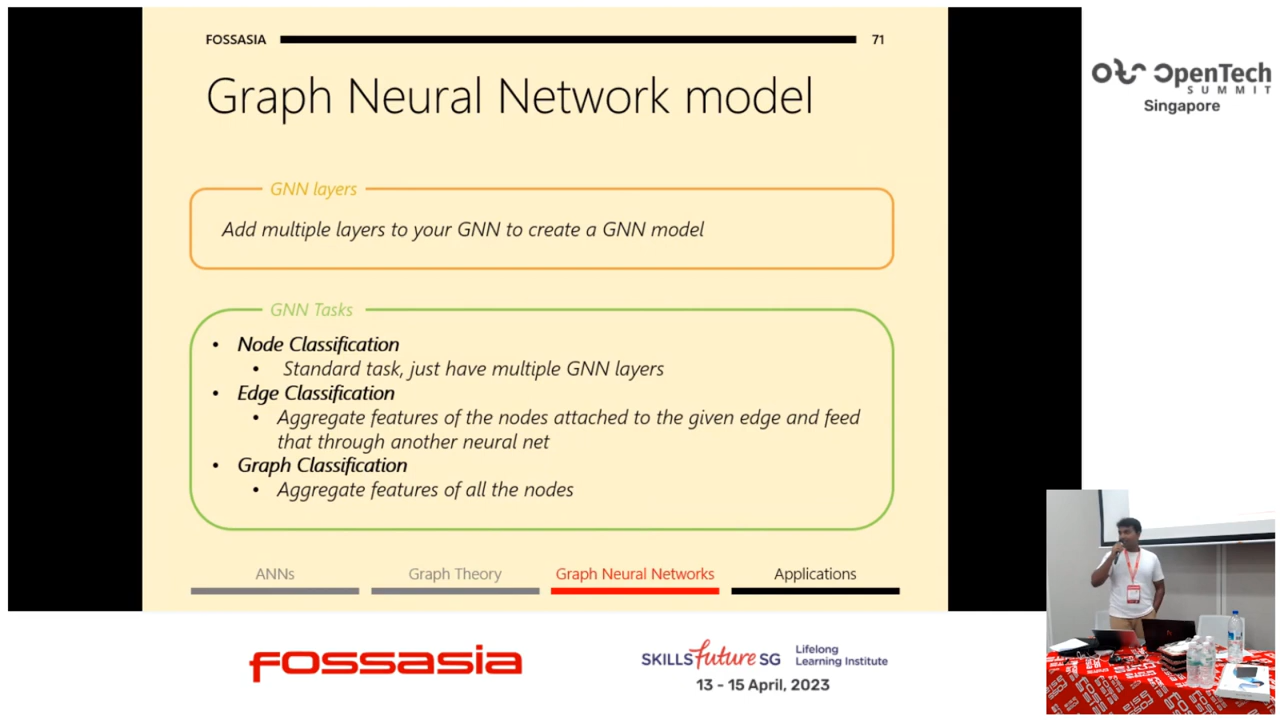 FOSSASIA
71
Graph Neural Network model
GNN layers
Add multiple layers to your GNN to create a GNN model
GNN Tasks
• Node Classification
• Standard task, just have multiple GNN layers
• Edge Classification
• Aggregate features of the nodes attached to the given edge and feed
that through another neural net
• Graph Classification
• Aggregate features of all the nodes
ANNs
Graph Theory
Graph Neural Networks
Applications
OpenTech
SUMMIT
Singapore
FOSSASIA
SKILLS future SG
Lifelong
Learning Institute
13 - 15 April, 2023